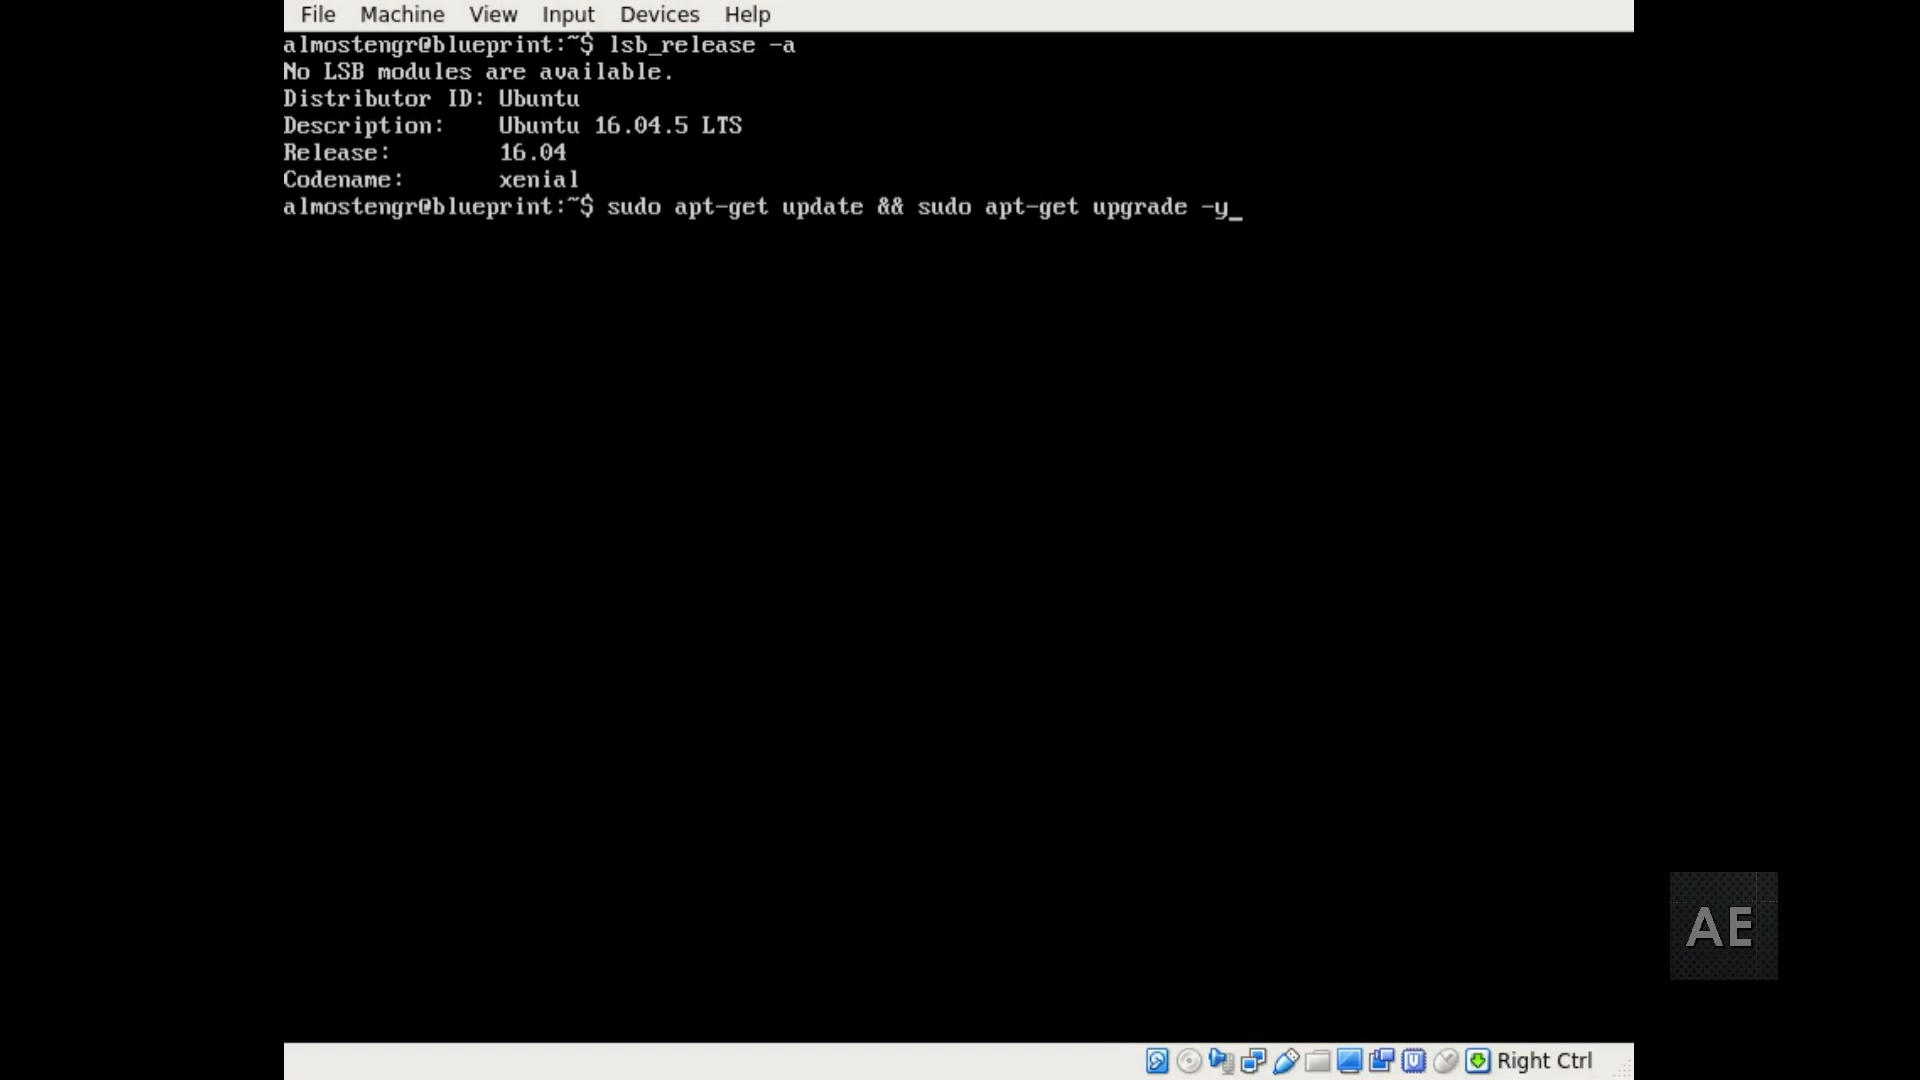 File Machine View Input Devices Help
almostengr@blueprint:~$ lsb_release -a
No LSB modules are available.
Distributor ID: Ubuntu
Description:    Ubuntu 16.04.5 LTS
Release:        16.04
Codename:       xenial
almostengr@blueprint:~$ sudo apt-get update && sudo apt-get upgrade -y_
AE
Right Ctrl